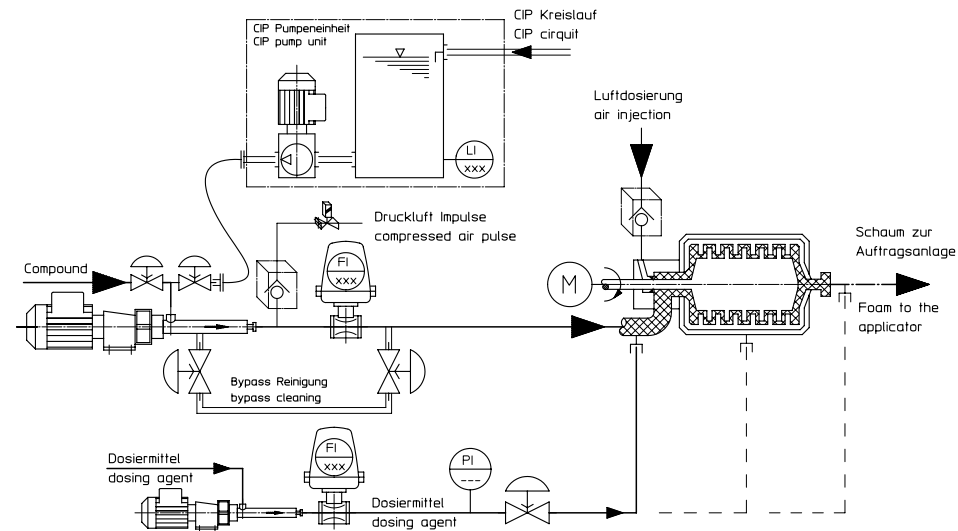 CIP Pumpeneinheit
CIP pump unit
CIP Kreislauf
CIP cirquit
LI
xxx
Luftdosierung
air injection
Druckluft Impulse
compressed air pulse
Compound
FI
xxx
M
Schaum zur
Auftragsanlage
Foam to the
applicator
Bypass Reinigung
bypass cleaning
Dosiermittel
dosing agent
FI
xxx
PI
---
Dosiermittel
dosing agent